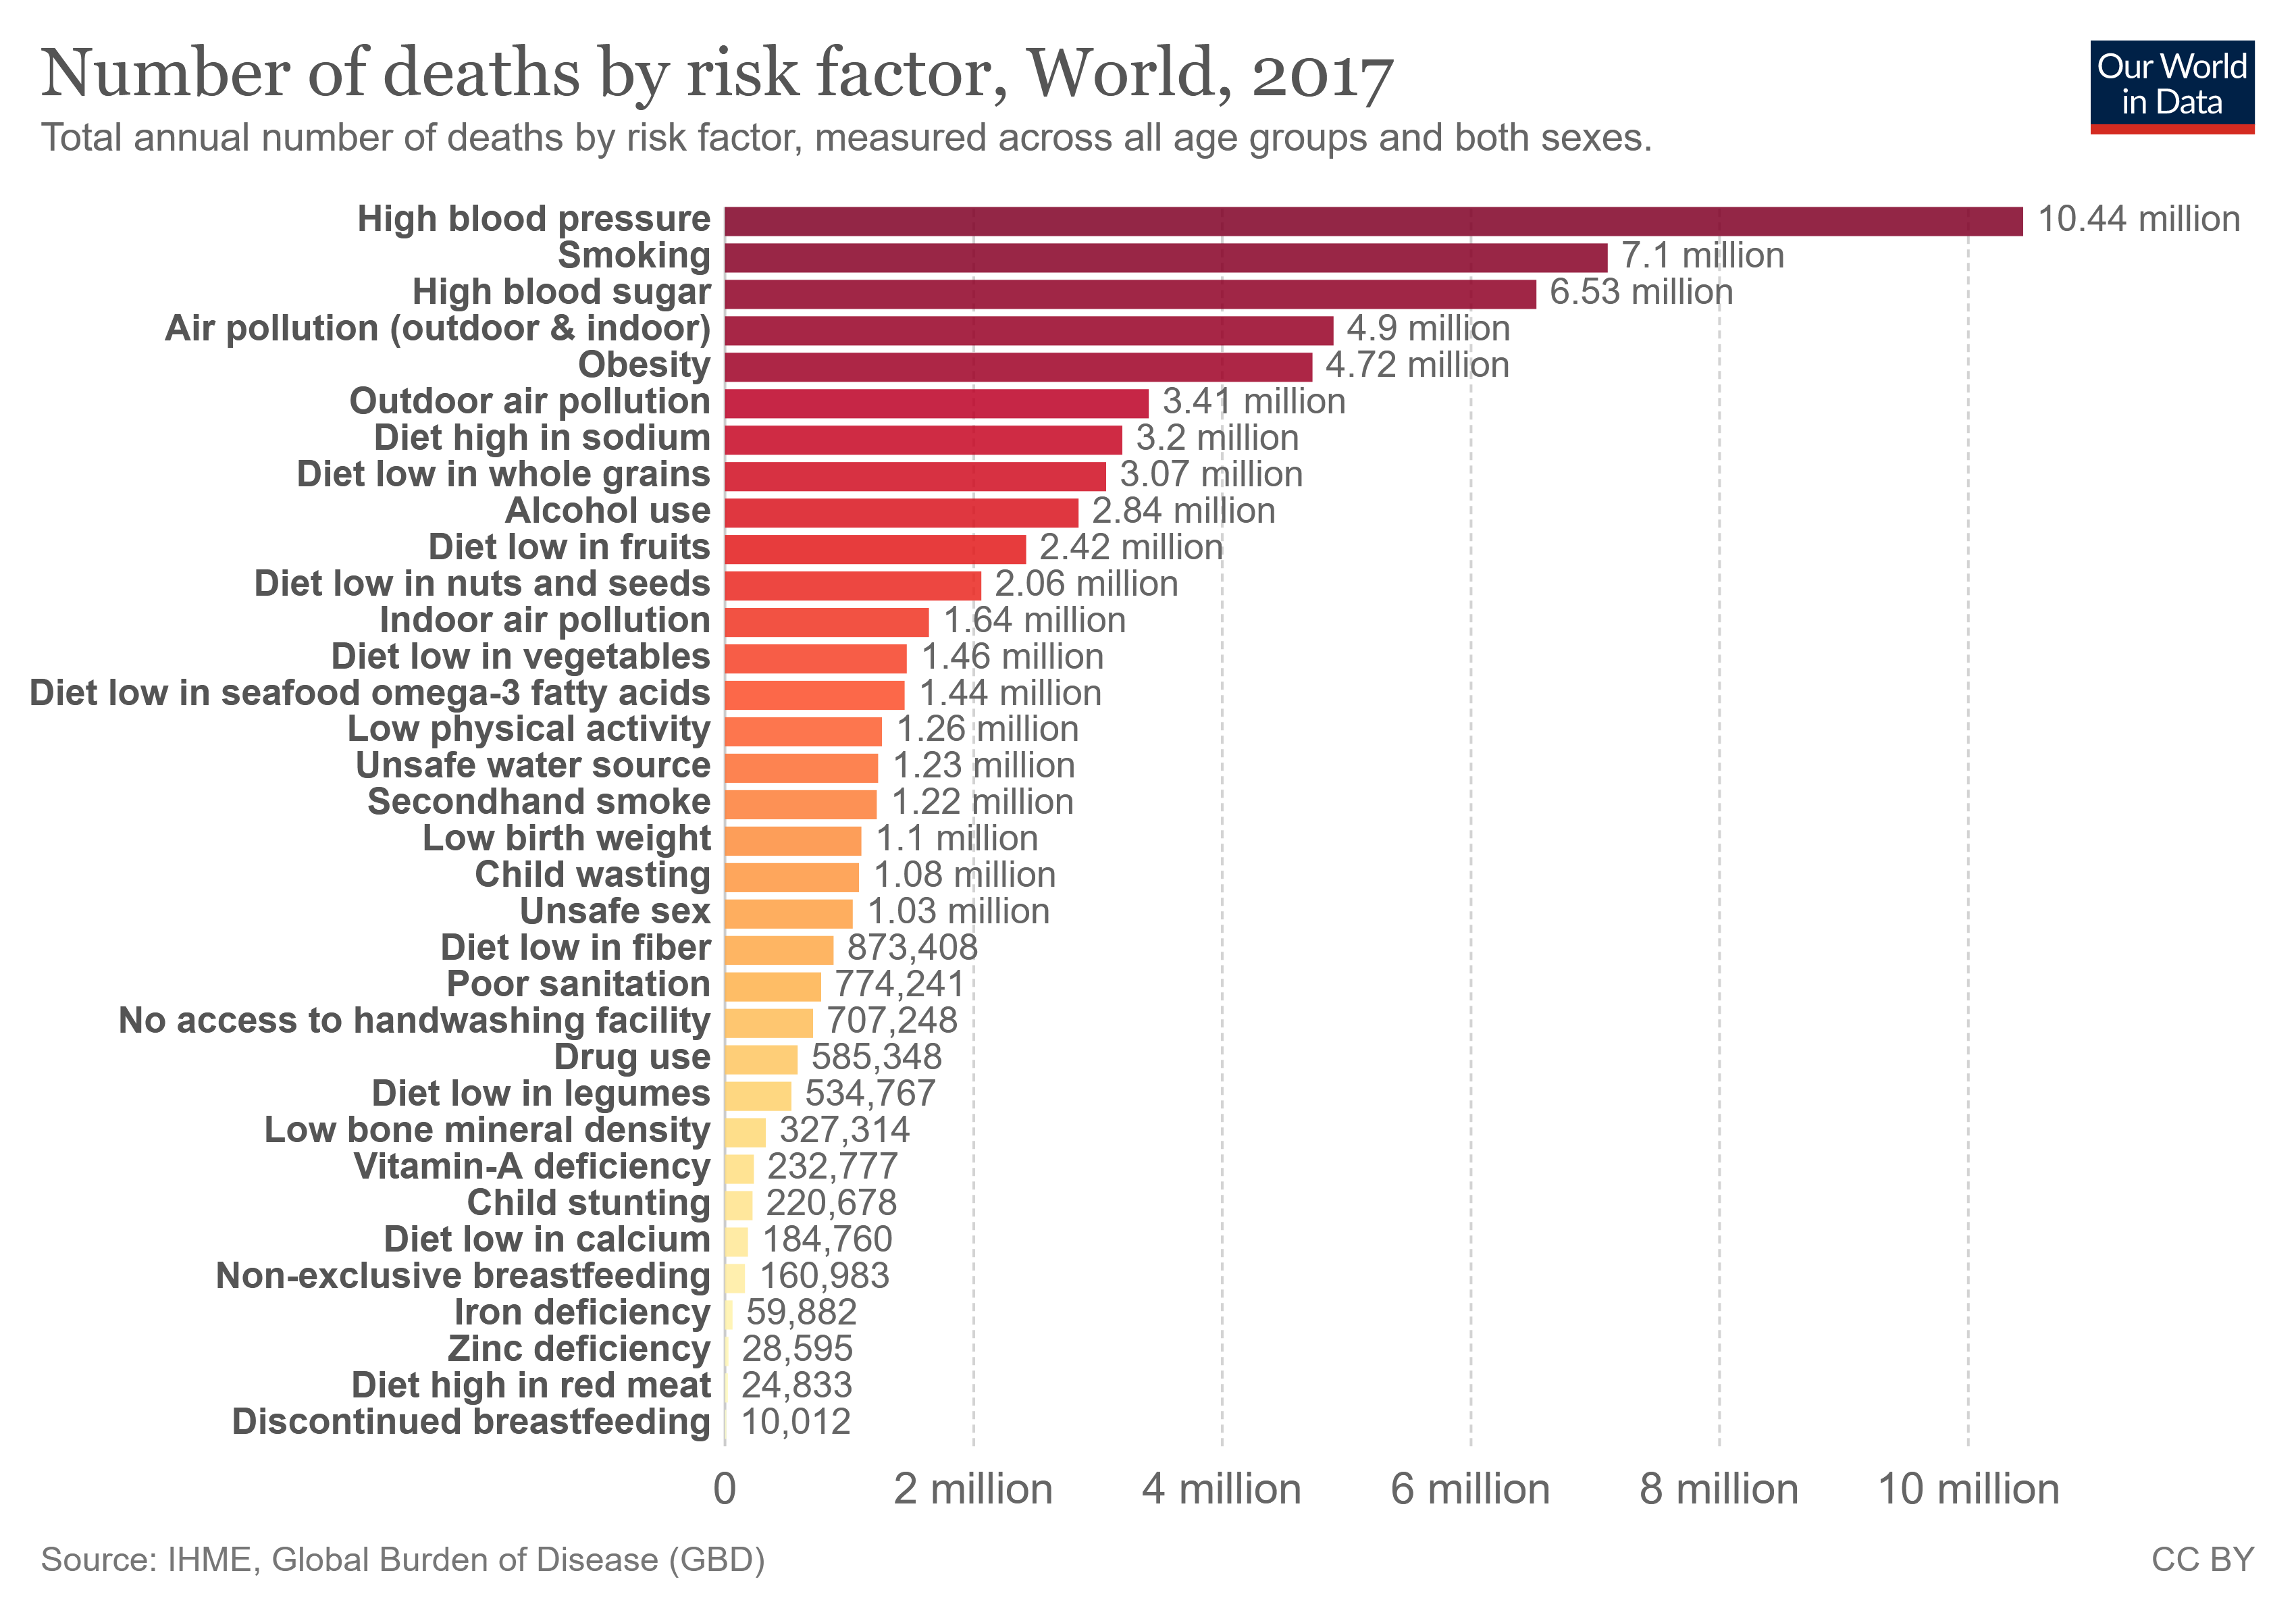 Number of deaths by risk factor, World, 2017
Our World
in Data
Total annual number of deaths by risk factor, measured across all age groups and both sexes.
High blood pressure 10.44 million
Smoking 7.1 million
High blood sugar 6.53 million
Air pollution (outdoor & indoor) 4.9 million
Obesity 4.72 million
Outdoor air pollution 3.41 million
Diet high in sodium 3.2 million
Diet low in whole grains 3.07 million
Alcohol use 2.84 million
Diet low in fruits 2.42 million
Diet low in nuts and seeds 2.06 million
Indoor air pollution 1.64 million
Diet low in vegetables 1.46 million
Diet low in seafood omega-3 fatty acids 1.44 million
Low physical activity 1.26 million
Unsafe water source 1.23 million
Secondhand smoke 1.22 million
Low birth weight 1.1 million
Child wasting 1.08 million
Unsafe sex 1.03 million
Diet low in fiber 873,408
Poor sanitation 774,241
No access to handwashing facility 707,248
Drug use 585,348
Diet low in legumes 534,767
Low bone mineral density 327,314
Vitamin-A deficiency 232,777
Child stunting 220,678
Diet low in calcium 184,760
Non-exclusive breastfeeding 160,983
Iron deficiency 59,882
Zinc deficiency 28,595
Diet high in red meat 24,833
Discontinued breastfeeding 10,012
0 2 million 4 million 6 million 8 million 10 million
Source: IHME, Global Burden of Disease (GBD) CC BY